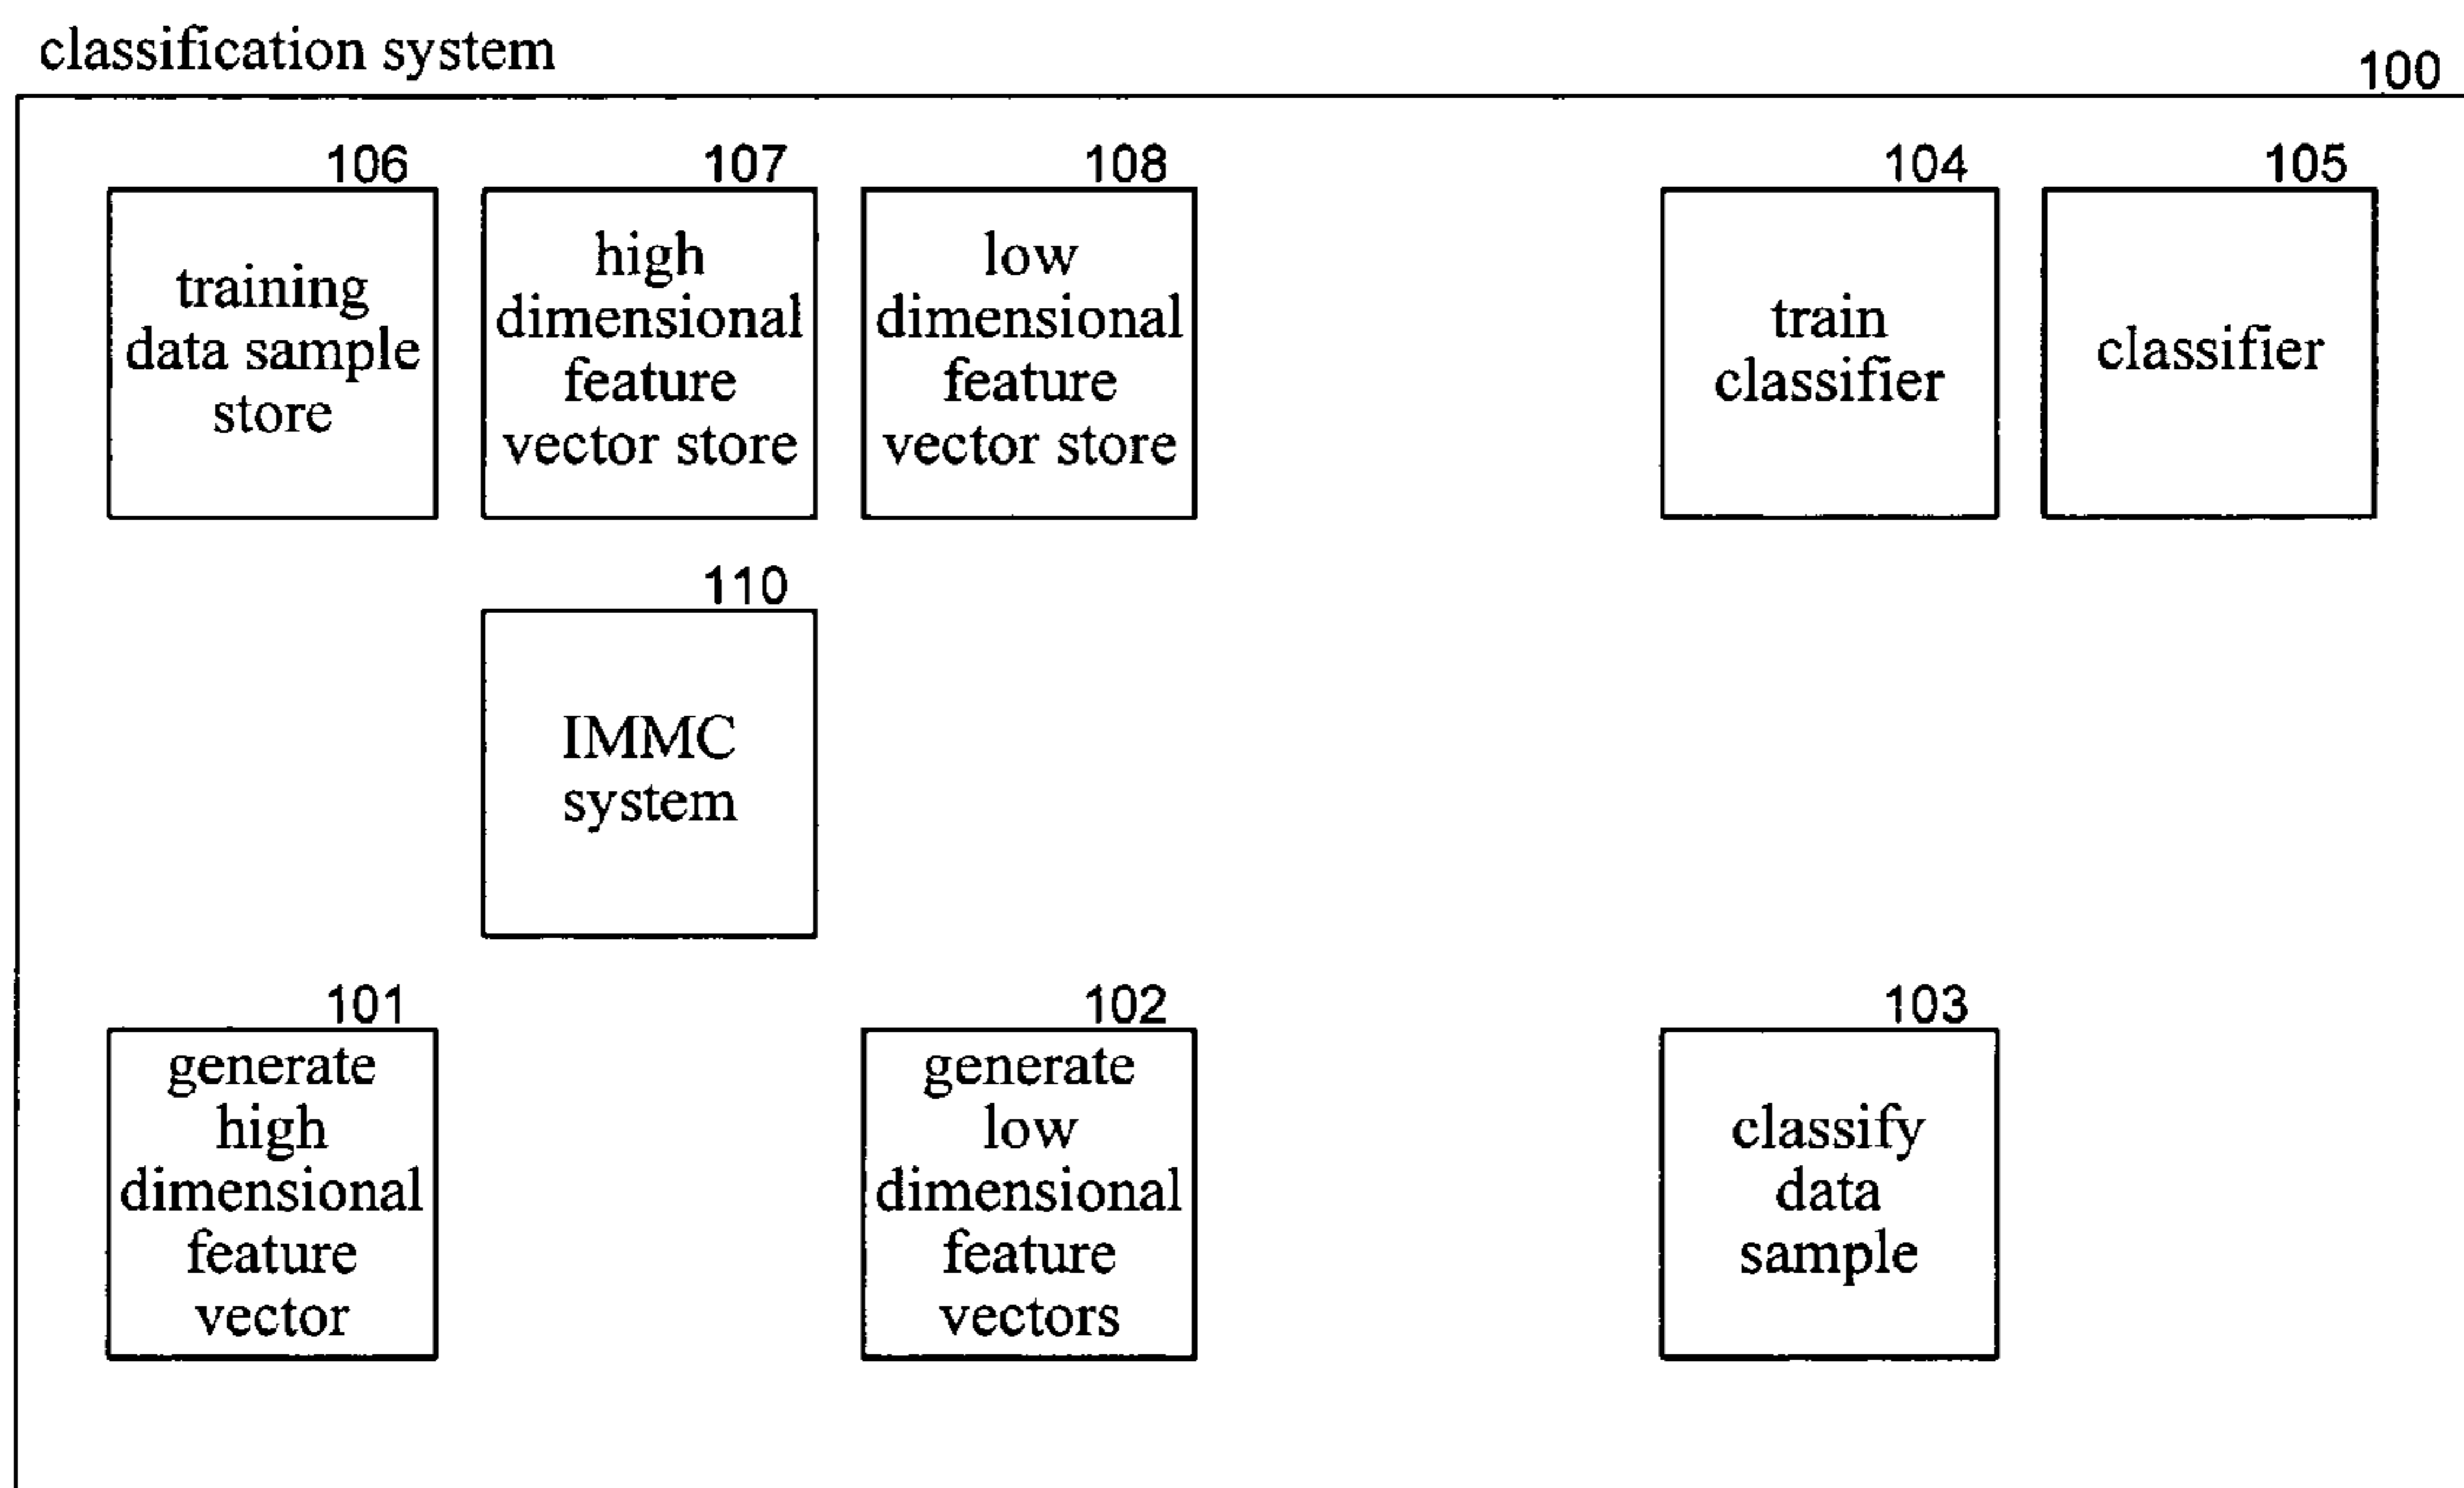 classification system
100
106
training
data sample
store
107
high
dimensional
feature
vector store
108
low
dimensional
feature
vector store
104
train
classifier
105
classifier
110
IMMC
system
101
generate
high
dimensional
feature
vector
102
generate
low
dimensional
feature
vectors
103
classify
data
sample